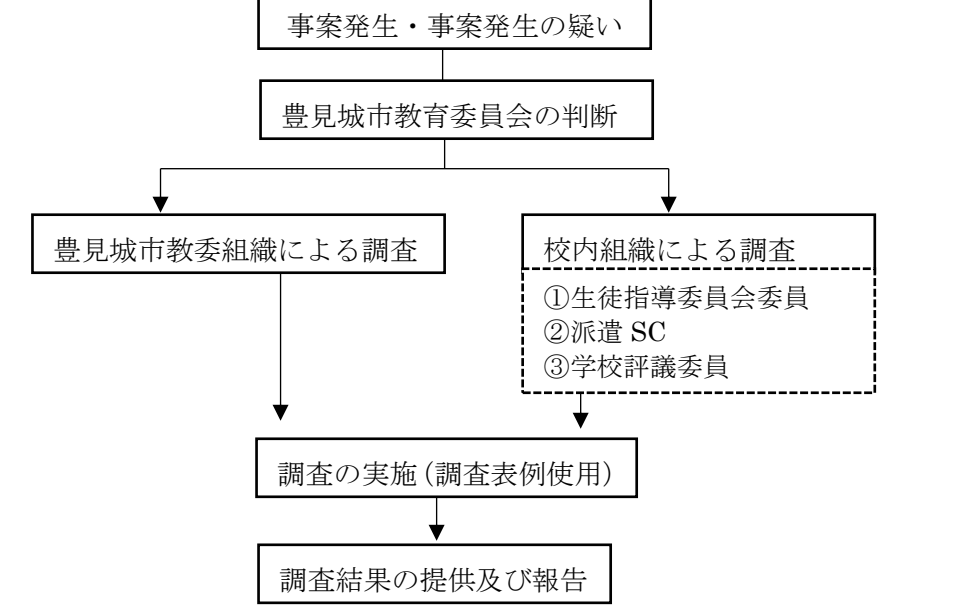 事案発生・事案発生の疑い
豊見城市教育委員会の判断
豊見城市教委組織による調査
校内組織による調査
①生徒指導委員会委員
②派遣 SC
③学校評議委員
調査の実施(調査表例使用)
調査結果の提供及び報告